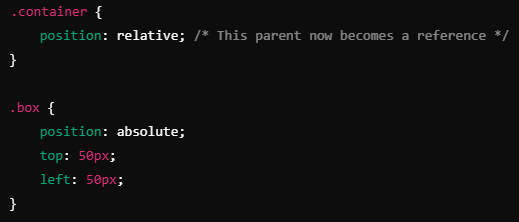 .container {
    position: relative; /* This parent now becomes a reference */
}

.box {
    position: absolute;
    top: 50px;
    left: 50px;
}